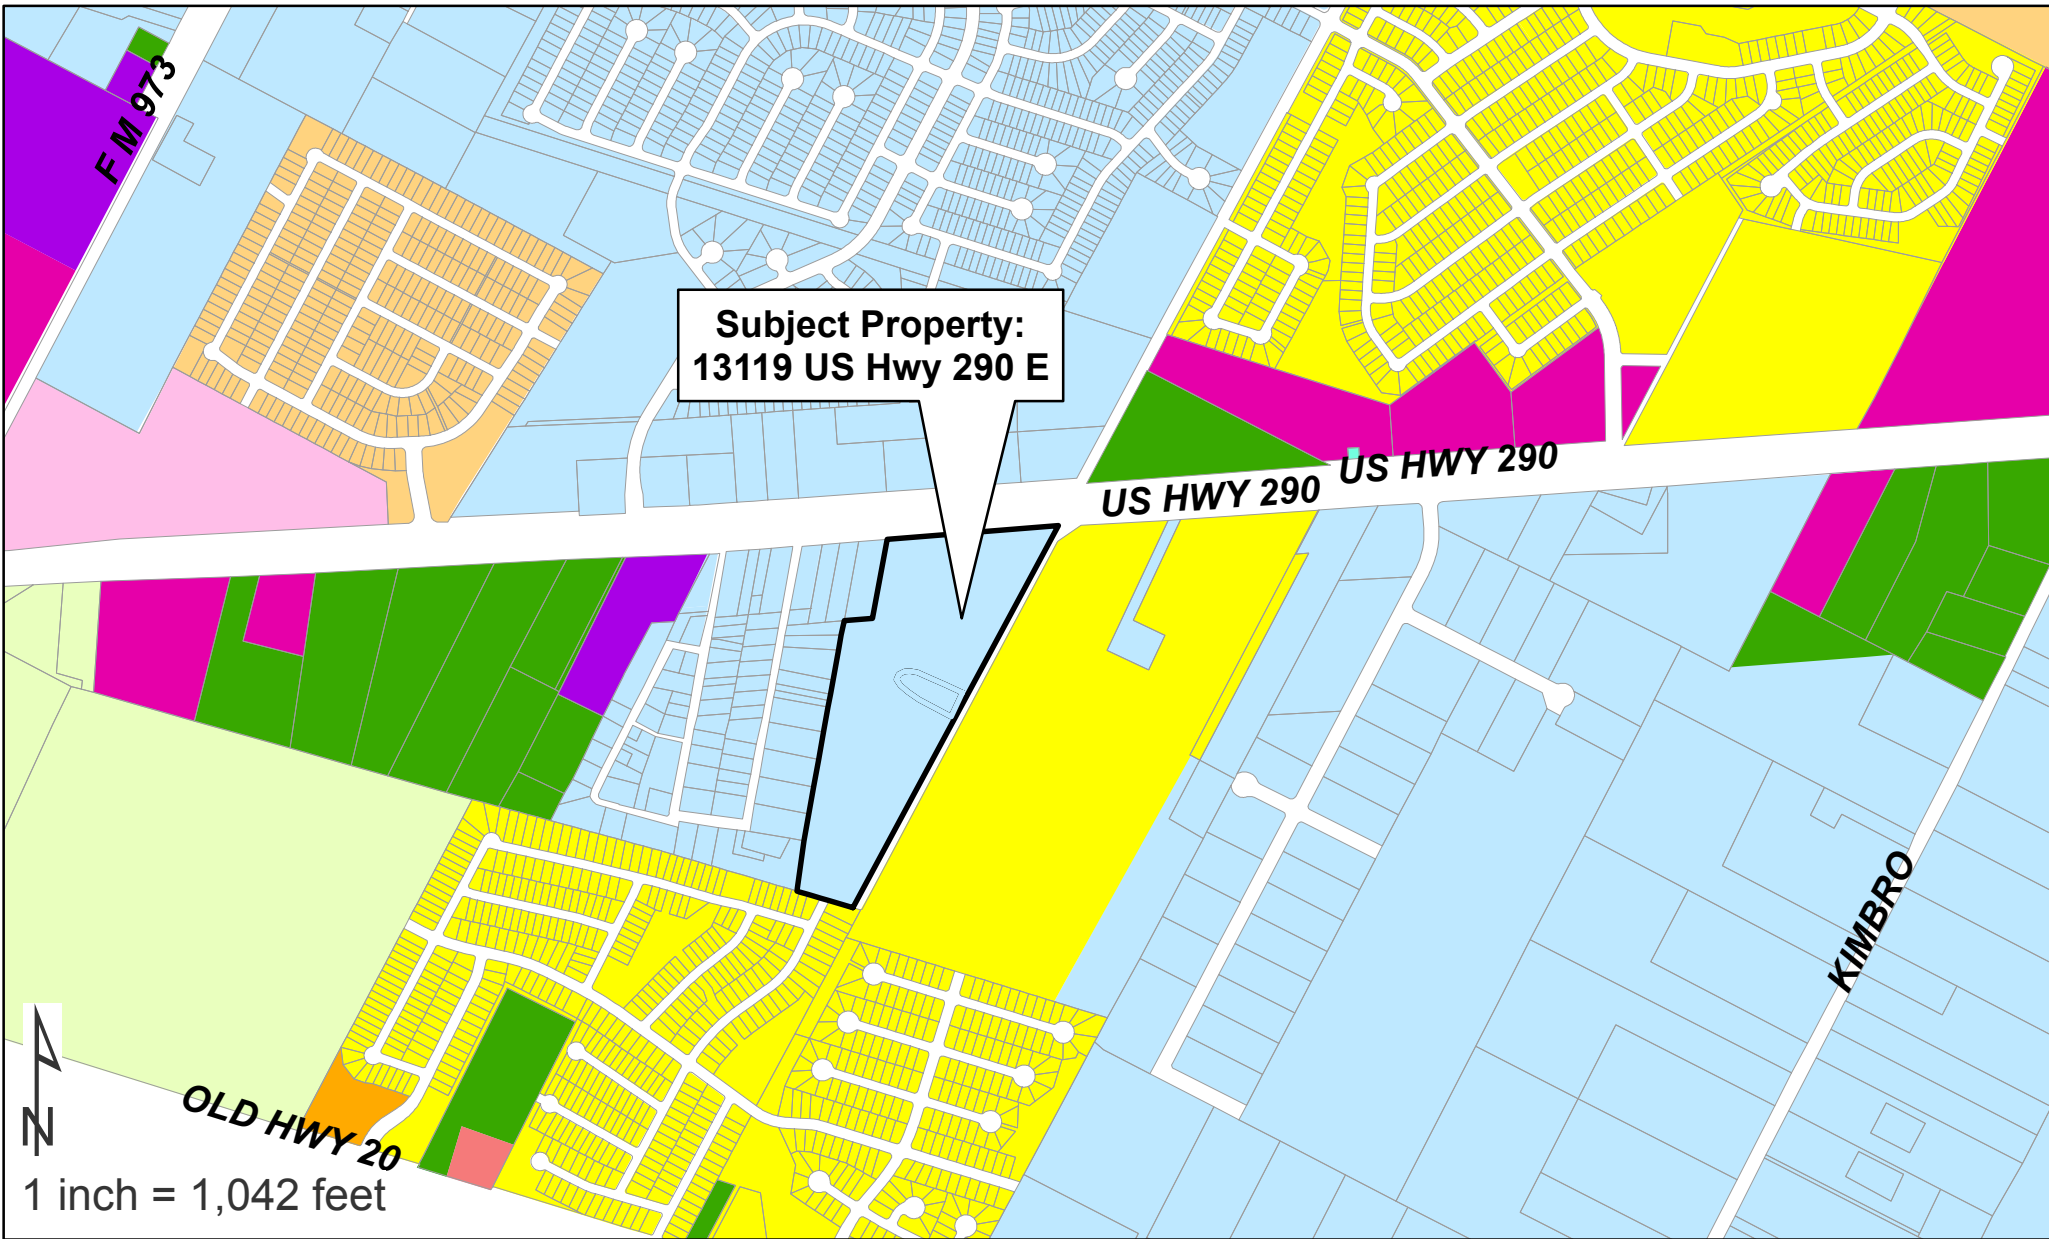 F M 973
Subject Property:
13119 US Hwy 290 E
US HWY 290
US HWY 290
KIMBRO
OLD HWY 20
N
1 inch = 1,042 feet